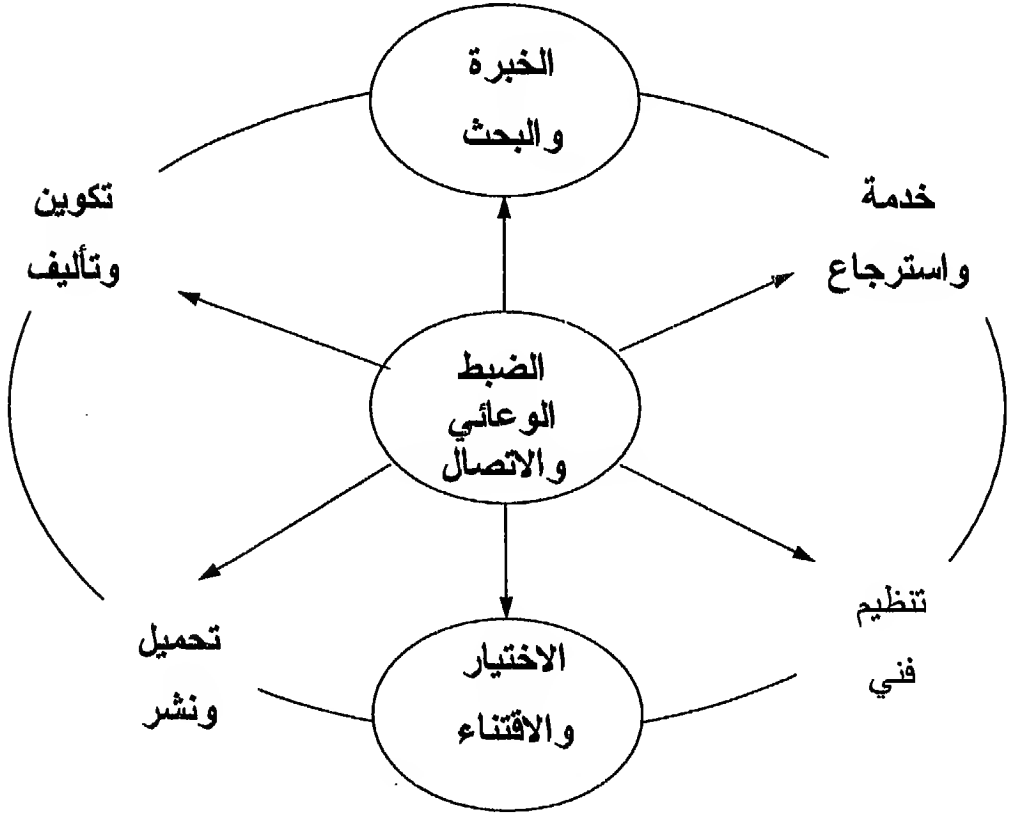 الخبرة
والبحث
خدمة
واسترجاع
تكوين
وتأليف
الضبط
الوعائي
والاتصال
تنظيم
فني
تحميل
ونشر
الاختيار
والاقتناء